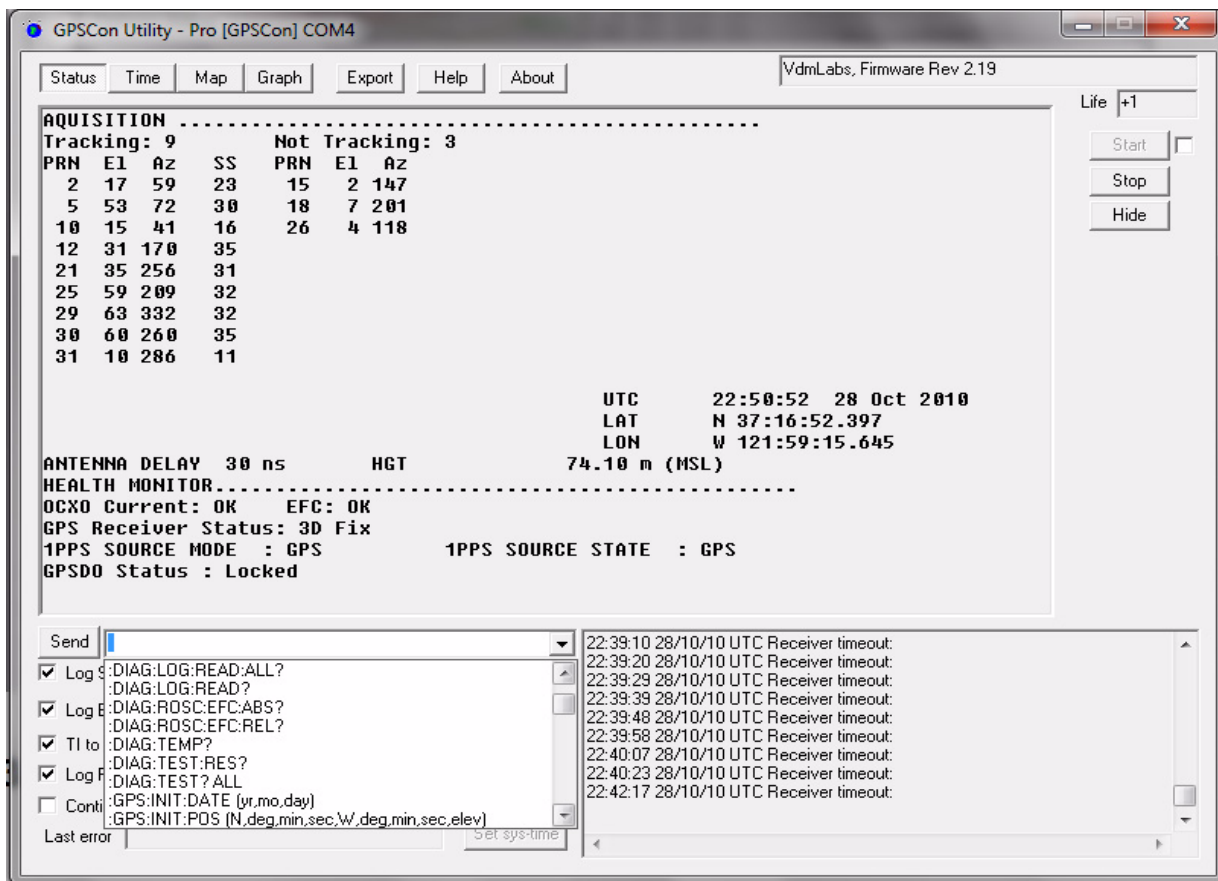 GPSCon Utility - Pro [GPSCon] COM4
Status Time Map Graph Export Help About
VdmLabs, Firmware Rev 2.19
Life +1
Start
Stop
Hide
AQUISITION ................................................
Tracking: 9 Not Tracking: 3
PRN El Az SS PRN El Az
2 17 59 23 15 2 147
5 53 72 30 18 7 201
10 15 41 16 26 4 118
12 31 170 35
21 35 256 31
25 59 209 32
29 63 332 32
30 60 260 35
31 10 286 11
UTC 22:50:52 28 Oct 2010
LAT N 37:16:52.397
LON W 121:59:15.645
ANTENNA DELAY 30 ns HGT 74.10 m (MSL)
HEALTH MONITOR................................................
OCXO Current: OK EFC: OK
GPS Receiver Status: 3D Fix
1PPS SOURCE MODE : GPS 1PPS SOURCE STATE : GPS
GPSDO Status : Locked
Send
:DIAG:LOG:READ:ALL?
:DIAG:LOG:READ?
:DIAG:ROSC:EFC:ABS?
:DIAG:ROSC:EFC:REL?
:DIAG:TEMP?
:DIAG:TEST:RES?
:DIAG:TEST? ALL
:GPS:INIT:DATE (yr,mo,day)
:GPS:INIT:POS (N,deg,min,sec,W,deg,min,sec,elev)
Log
Log
TI to
Log
Conti
Last error
Set sys-time
22:39:10 28/10/10 UTC Receiver timeout:
22:39:20 28/10/10 UTC Receiver timeout:
22:39:29 28/10/10 UTC Receiver timeout:
22:39:39 28/10/10 UTC Receiver timeout:
22:39:48 28/10/10 UTC Receiver timeout:
22:39:58 28/10/10 UTC Receiver timeout:
22:40:07 28/10/10 UTC Receiver timeout:
22:40:23 28/10/10 UTC Receiver timeout:
22:42:17 28/10/10 UTC Receiver timeout: